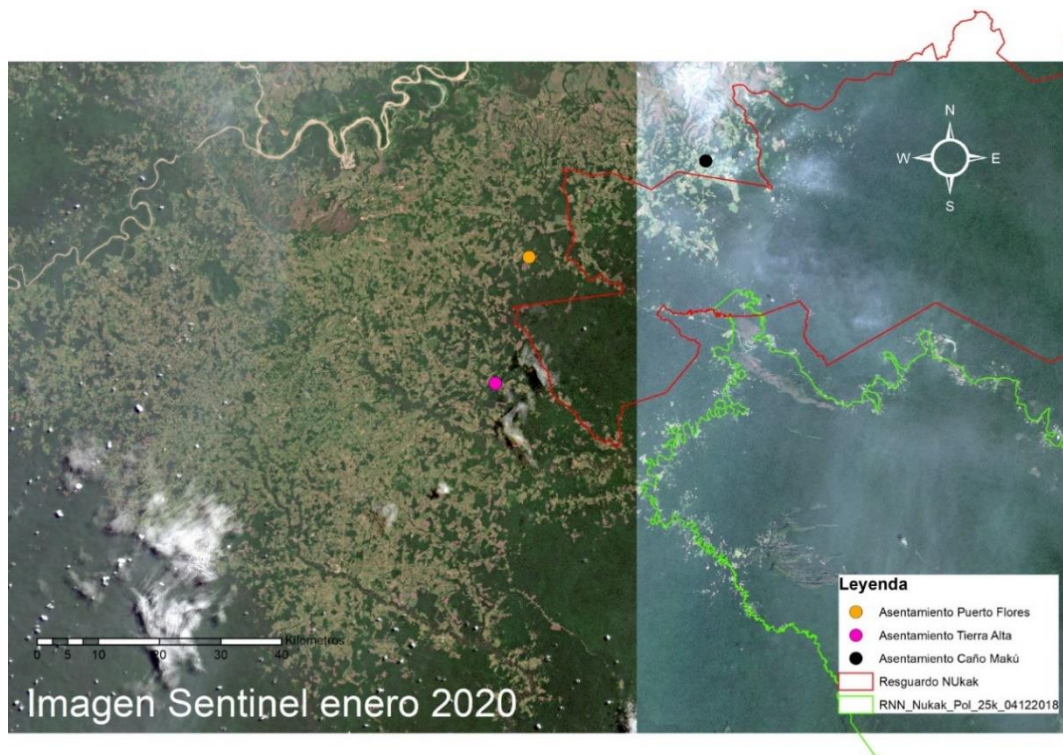 N
W E
S
Leyenda
Asentamiento Puerto Flores
Asentamiento Tierra Alta
Asentamiento Caño Makú
Resguardo NUkak
RNN_Nukak_Pol_25k_04122018
Kilometros
0 5 10 20 30 40
Imagen Sentinel enero 2020